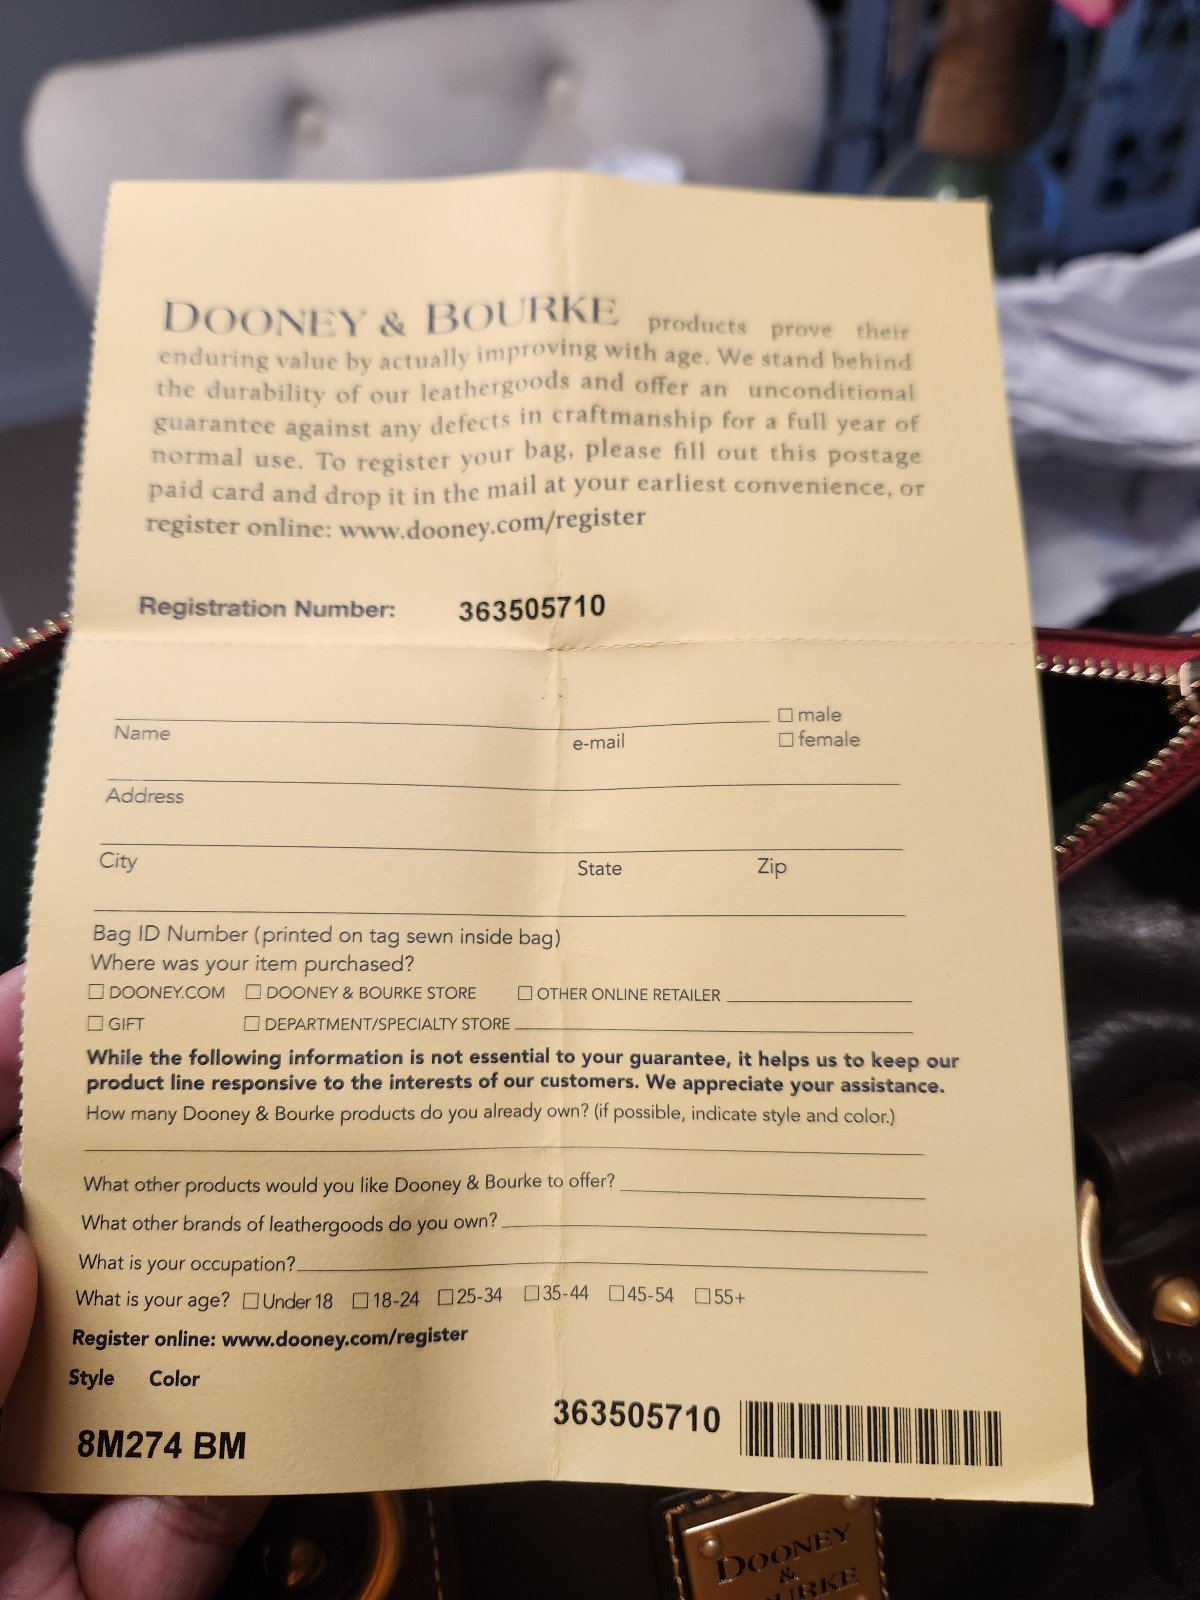 DOONEY & BOURKE products prove their
enduring value by actually improving with age. We stand behind
the durability of our leathergoods and offer an unconditional
guarantee against any defects in craftmanship for a full year of
normal use. To register your bag, please fill out this postage
paid card and drop it in the mail at your earliest convenience, or
register online: www.dooney.com/register
Registration Number: 363505710
☐ male
Name e-mail ☐ female
Address
City State Zip
Bag ID Number (printed on tag sewn inside bag)
Where was your item purchased?
☐ DOONEY.COM ☐ DOONEY & BOURKE STORE ☐ OTHER ONLINE RETAILER
☐ GIFT ☐ DEPARTMENT/SPECIALTY STORE
While the following information is not essential to your guarantee, it helps us to keep our
product line responsive to the interests of our customers. We appreciate your assistance.
How many Dooney & Bourke products do you already own? (if possible, indicate style and color.)
What other products would you like Dooney & Bourke to offer?
What other brands of leathergoods do you own?
What is your occupation?
What is your age? ☐ Under 18 ☐ 18-24 ☐ 25-34 ☐ 35-44 ☐ 45-54 ☐ 55+
Register online: www.dooney.com/register
Style Color
8M274 BM 363505710
DOONEY
&
BOURKE